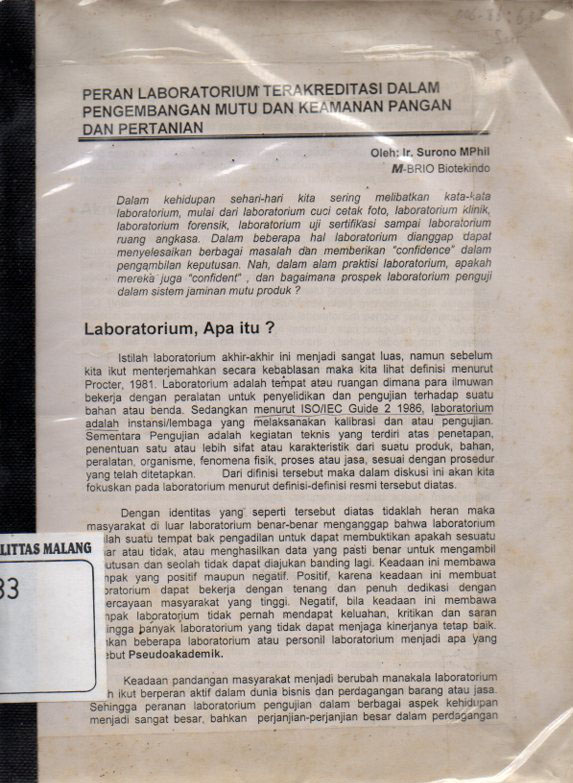 PERAN LABORATORIUM TERAKREDITASI DALAM
PENGEMBANGAN MUTU DAN KEAMANAN PANGAN
DAN PERTANIAN
Oleh: Ir. Surono MPhil
M-BRIO Biotekindo
Dalam kehidupan sehari-hari kita sering melibatkan kata-kata
laboratorium, mulai dari laboratorium cuci cetak foto, laboratorium klinik,
laboratorium forensik, laboratorium uji sertifikasi sampai laboratorium
ruang angkasa. Dalam beberapa hal laboratorium dianggap dapat
menyelesaikan berbagai masalah dan memberikan "confidence" dalam
pengambilan keputusan. Nah, dalam alam praktisi laboratorium, apakah
mereka juga "confident" , dan bagaimana prospek laboratorium penguji
dalam sistem jaminan mutu produk ?
Laboratorium, Apa itu ?
Istilah laboratorium akhir-akhir ini menjadi sangat luas, namun sebelum
kita ikut menterjemahkan secara kebablasan maka kita lihat definisi menurut
Procter, 1981. Laboratorium adalah tempat atau ruangan dimana para ilmuwan
bekerja dengan peralatan untuk penyelidikan dan pengujian terhadap suatu
bahan atau benda. Sedangkan menurut ISO/IEC Guide 2 1986, laboratorium
adalah instansi/lembaga yang melaksanakan kalibrasi dan atau pengujian.
Sementara Pengujian adalah kegiatan teknis yang terdiri atas penetapan,
penentuan satu atau lebih sifat atau karakteristik dari suatu produk, bahan,
peralatan, organisme, fenomena fisik, proses atau jasa, sesuai dengan prosedur
yang telah ditetapkan. Dari difinisi tersebut maka dalam diskusi ini akan kita
fokuskan pada laboratorium menurut definisi-definisi resmi tersebut diatas.
Dengan identitas yang seperti tersebut diatas tidaklah heran maka
masyarakat di luar laboratorium benar-benar menganggap bahwa laboratorium
lah suatu tempat bak pengadilan untuk dapat membuktikan apakah sesuatu
ar atau tidak, atau menghasilkan data yang pasti benar untuk mengambil
utusan dan seolah tidak dapat diajukan banding lagi. Keadaan ini membawa
mpak yang positif maupun negatif. Positif, karena keadaan ini membuat
oratorium dapat bekerja dengan tenang dan penuh dedikasi dengan
ercayaan masyarakat yang tinggi. Negatif, bila keadaan ini membawa
mpak laboratorium tidak pernah mendapat keluahan, kritikan dan saran
ingga banyak laboratorium yang tidak dapat menjaga kinerjanya tetap baik.
nkan beberapa laboratorium atau personil laboratorium menjadi apa yang
ebut Pseudoakademik.
Keadaan pandangan masyarakat menjadi berubah manakala laboratorium
h ikut berperan aktif dalam dunia bisnis dan perdagangan barang atau jasa.
Sehingga peranan laboratorium pengujian dalam berbagai aspek kehidupan
menjadi sangat besar, bahkan perjanjian-perjanjian besar dalam perdagangan
LITTAS MALANG
33